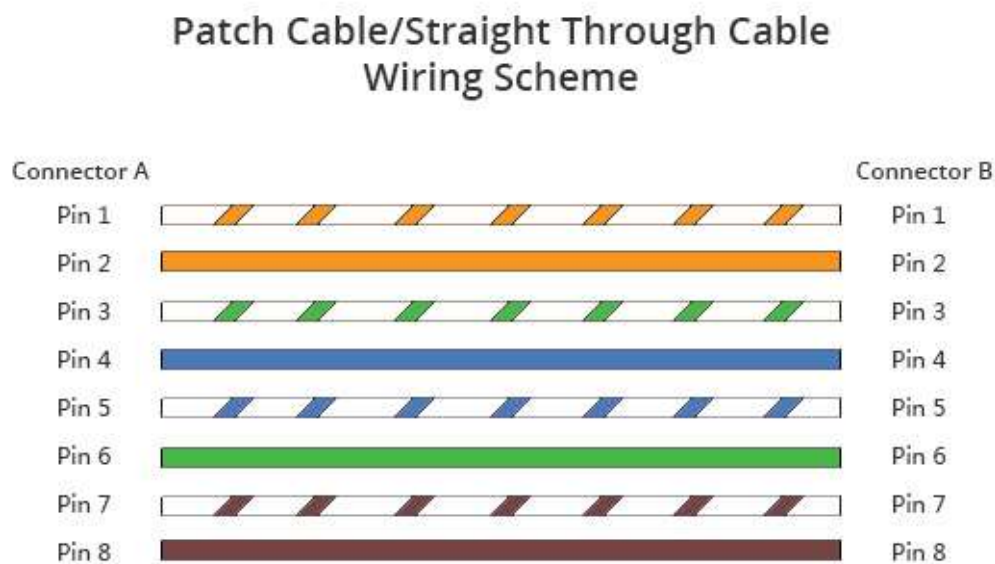 Patch Cable/Straight Through Cable
Wiring Scheme
Connector A Connector B
Pin 1 Pin 1
Pin 2 Pin 2
Pin 3 Pin 3
Pin 4 Pin 4
Pin 5 Pin 5
Pin 6 Pin 6
Pin 7 Pin 7
Pin 8 Pin 8